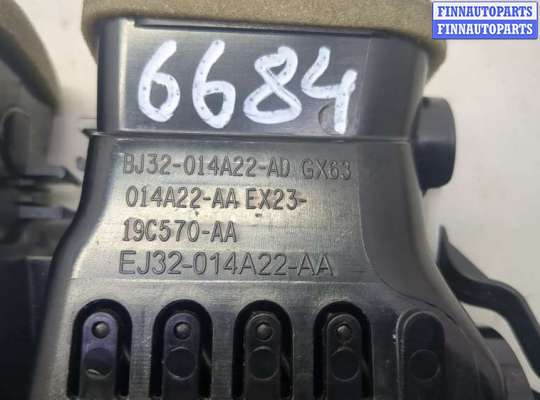 FINNAUTOPARTS
FINNAUTOPARTS
6684
BJ32-014A22-AD GX63
014A22-AA EX23-
19C570-AA
EJ32-014A22-AA